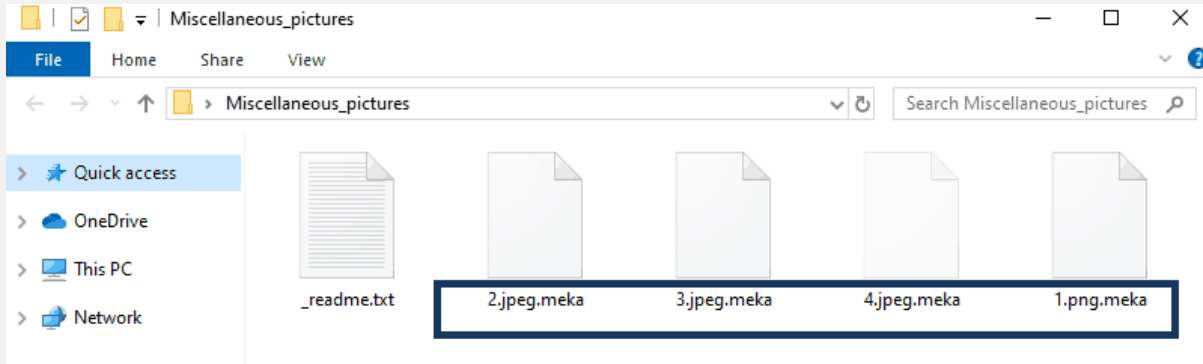 Miscellaneous_pictures
File Home Share View
Miscellaneous_pictures
Search Miscellaneous_pictures
Quick access
OneDrive
This PC
Network
_readme.txt 2.jpeg.meka 3.jpeg.meka 4.jpeg.meka 1.png.meka